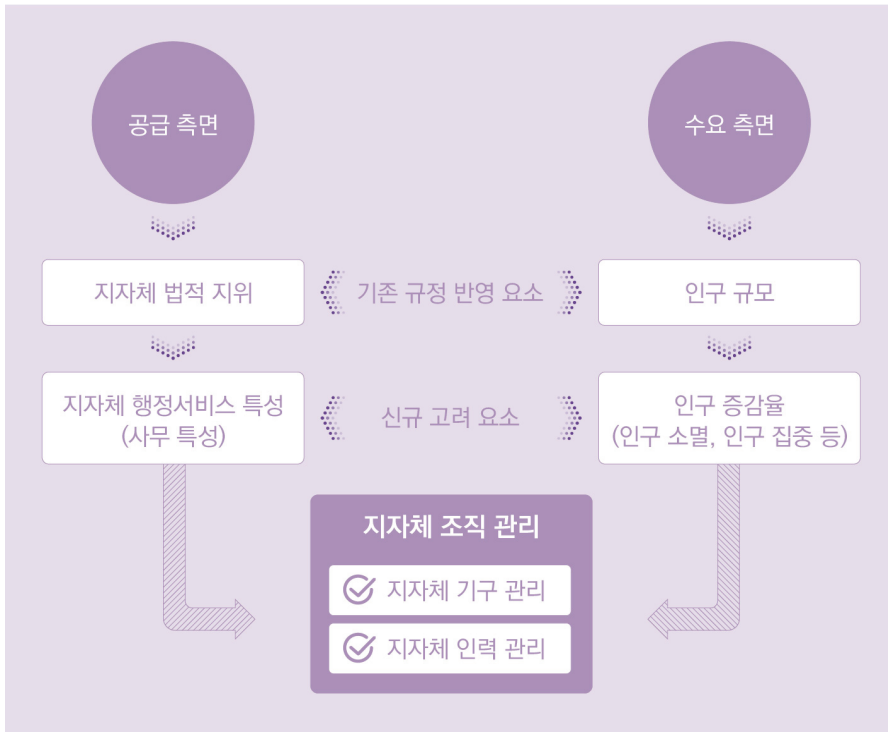 공급 측면
수요 측면
지자체 법적 지위
기존 규정 반영 요소
인구 규모
지자체 행정서비스 특성
(사무 특성)
신규 고려 요소
인구 증감율
(인구 소멸, 인구 집중 등)
지자체 조직 관리
지자체 기구 관리
지자체 인력 관리